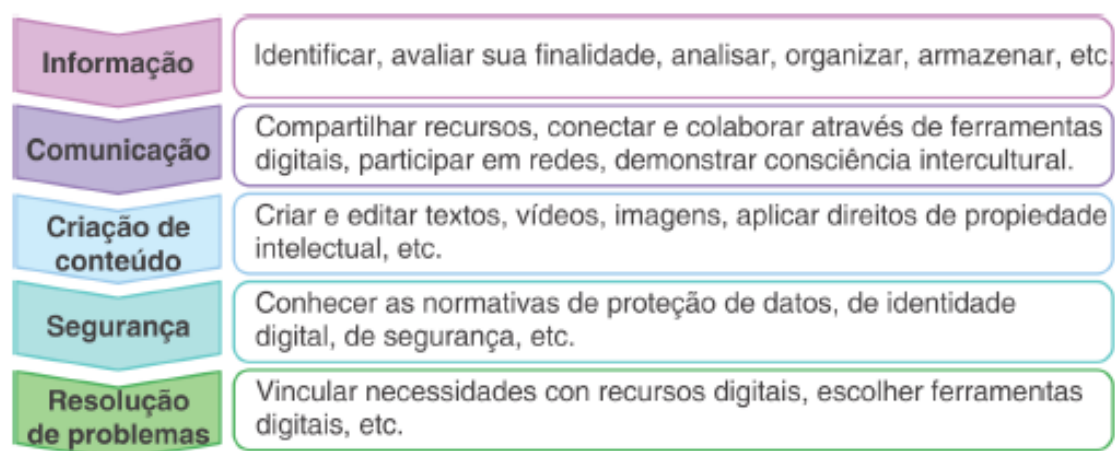 Informação
Identificar, avaliar sua finalidade, analisar, organizar, armazenar, etc.
Comunicação
Compartilhar recursos, conectar e colaborar através de ferramentas
digitais, participar em redes, demonstrar consciência intercultural.
Criação de
conteúdo
Criar e editar textos, vídeos, imagens, aplicar direitos de propiedade
intelectual, etc.
Segurança
Conhecer as normativas de proteção de datos, de identidade
digital, de segurança, etc.
Resolução
de problemas
Vincular necessidades con recursos digitais, escolher ferramentas
digitais, etc.